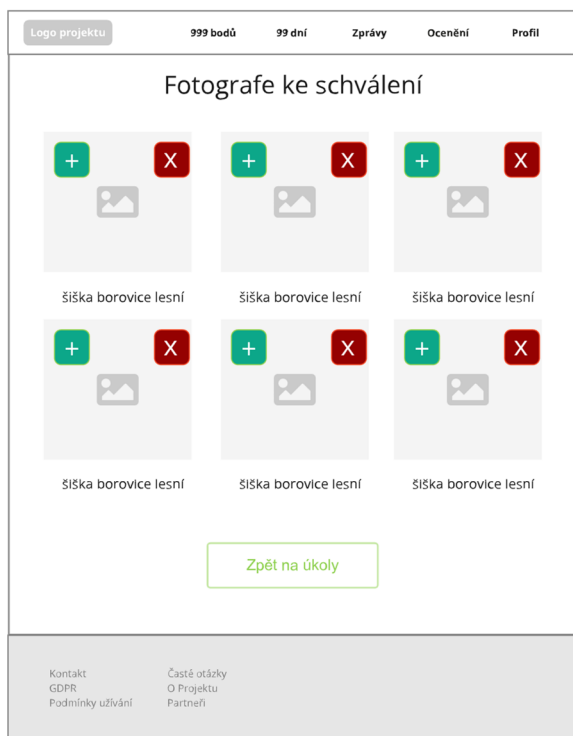 Logo projektu 999 bodů 99 dní Zprávy Ocenění Profil
Fotografe ke schválení
+ X + X + X
šiška borovice lesní šiška borovice lesní šiška borovice lesní
+ X + X + X
šiška borovice lesní šiška borovice lesní šiška borovice lesní
Zpět na úkoly
Kontakt Časté otázky
GDPR O Projektu
Podmínky užívání Partneři